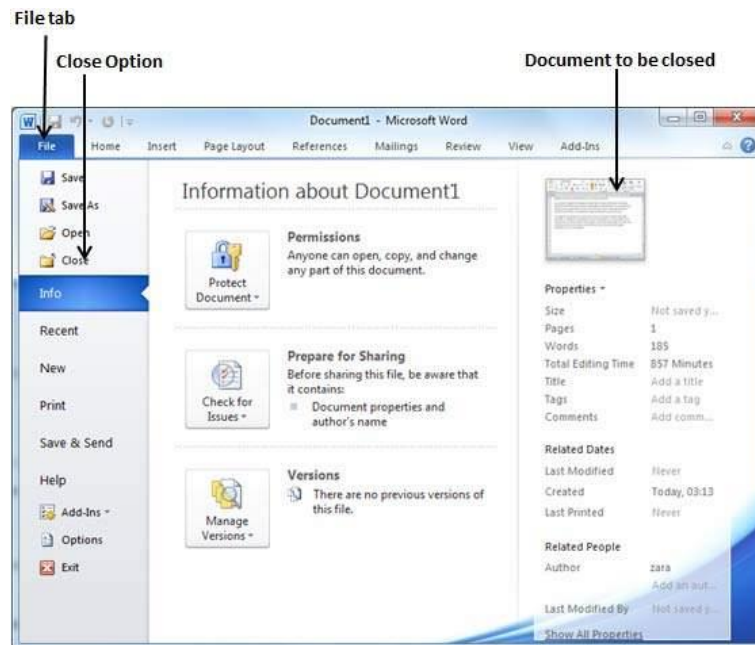 File tab
Close Option
Document to be closed
W
Document1 - Microsoft Word
File Home Insert Page Layout References Mailings Review View Add-Ins
Save
Save As
Open
Close
Info
Recent
New
Print
Save & Send
Help
Add-Ins
Options
Exit
Information about Document1
Protect
Document
Permissions
Anyone can open, copy, and change
any part of this document.
Check for
Issues
Prepare for Sharing
Before sharing this file, be aware that
it contains:
Document properties and
author's name
Manage
Versions
Versions
There are no previous versions of
this file.
Properties
Size Not saved y...
Pages 1
Words 185
Total Editing Time 857 Minutes
Title Add a title
Tags Add a tag
Comments Add comm...
Related Dates
Last Modified Never
Created Today, 03:13
Last Printed Never
Related People
Author zara
Add an aut...
Last Modified By Not saved y...
Show All Properties